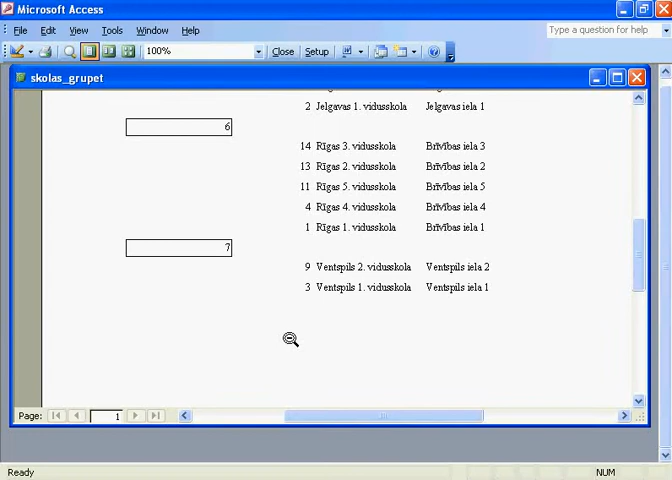 Microsoft Access
File Edit View Tools Window Help Type a question for help
100% Close Setup
skolas_grupet
2 Jelgavas 1. vidusskola Jelgavas iela 1
6
14 Rīgas 3. vidusskola Brīvības iela 3
13 Rīgas 2. vidusskola Brīvības iela 2
11 Rīgas 5. vidusskola Brīvības iela 5
4 Rīgas 4. vidusskola Brīvības iela 4
1 Rīgas 1. vidusskola Brīvības iela 1
7
9 Ventspils 2. vidusskola Ventspils iela 2
3 Ventspils 1. vidusskola Ventspils iela 1
Page: 1
Ready NUM